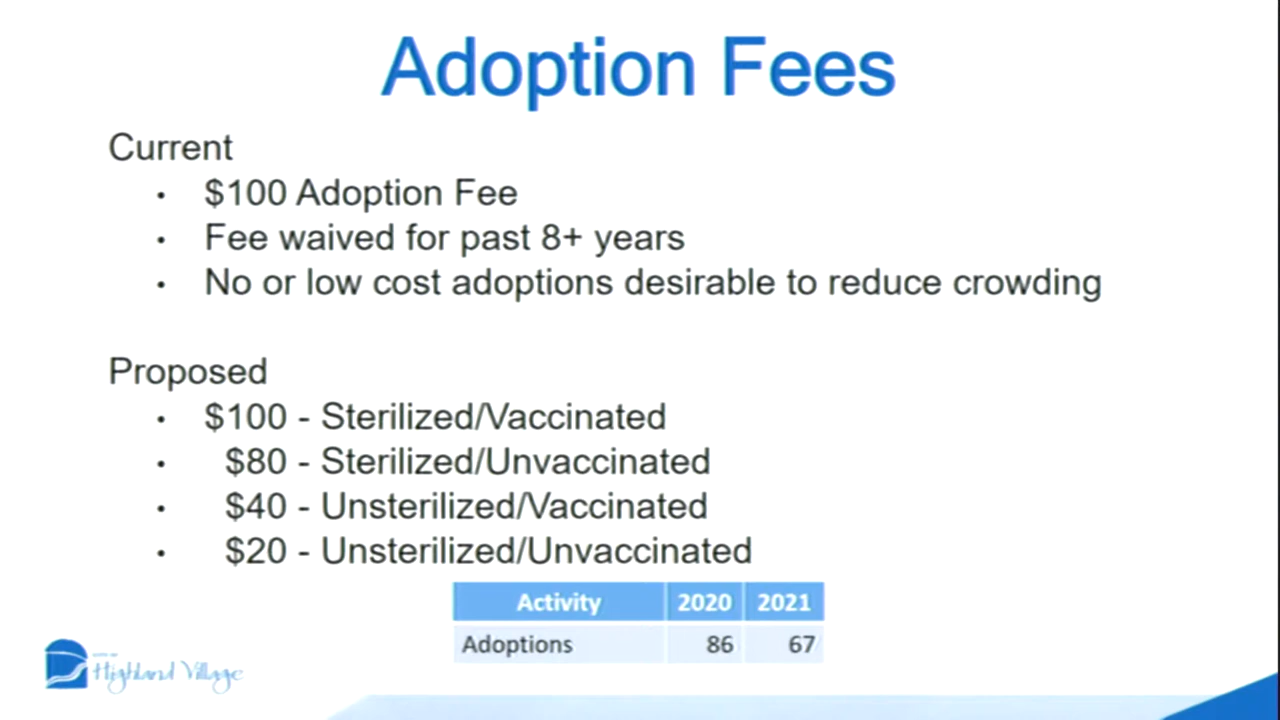 Adoption Fees
Current
• $100 Adoption Fee
• Fee waived for past 8+ years
• No or low cost adoptions desirable to reduce crowding
Proposed
• $100 - Sterilized/Vaccinated
• $80 - Sterilized/Unvaccinated
• $40 - Unsterilized/Vaccinated
• $20 - Unsterilized/Unvaccinated
Activity 2020 2021
Adoptions 86 67
Highland Village